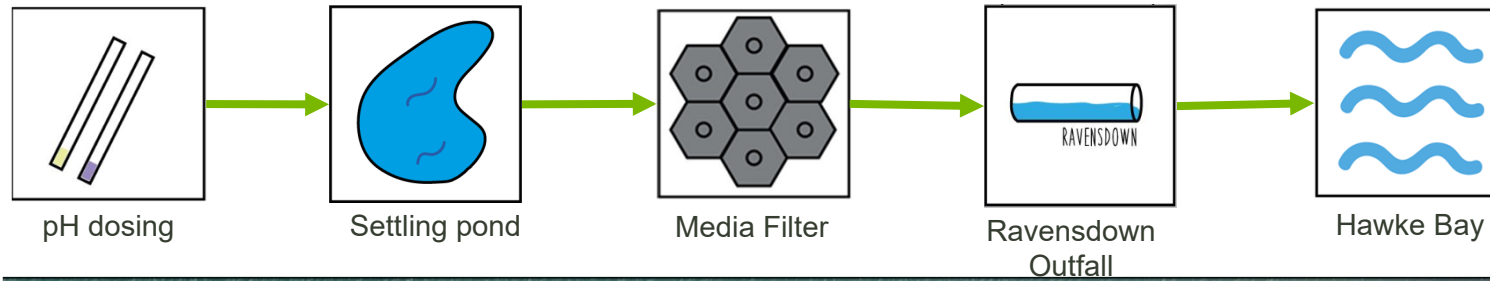 RAVENSDOWN
pH dosing
Settling pond
Media Filter
Ravensdown
Outfall
Hawke Bay